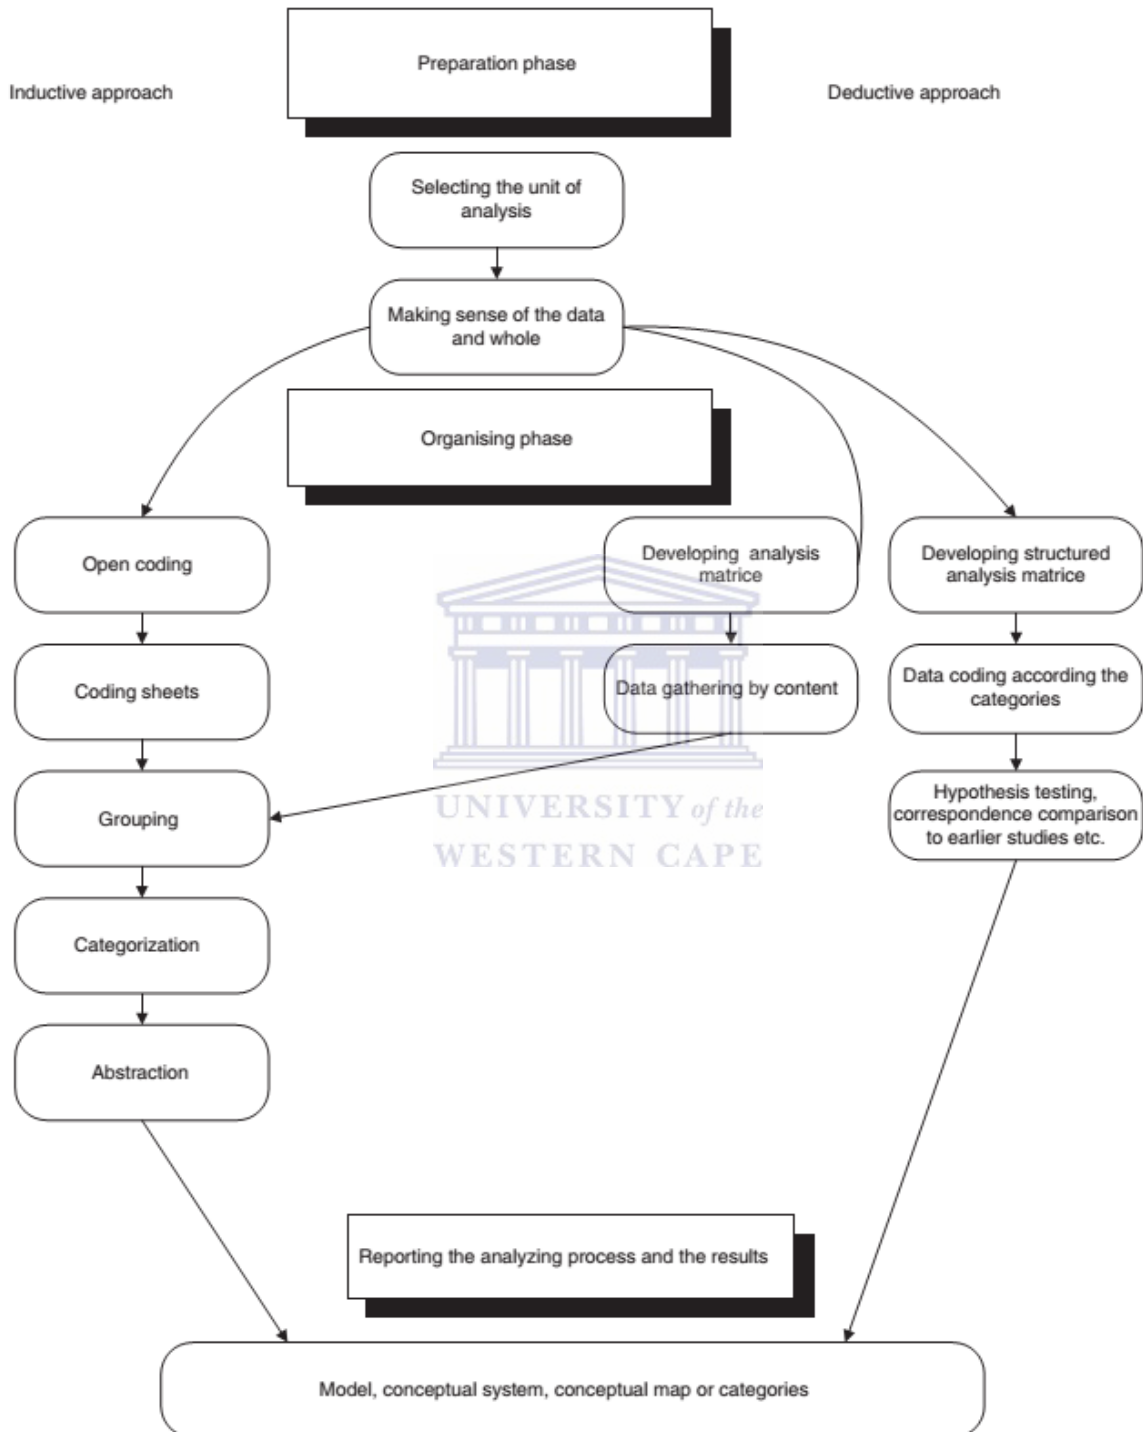 Preparation phase
Inductive approach
Deductive approach
Selecting the unit of
analysis
Making sense of the data
and whole
Organising phase
Open coding
Developing analysis
matrice
Developing structured
analysis matrice
Coding sheets
Data gathering by content
Data coding according the
categories
Grouping
Hypothesis testing,
correspondence comparison
to earlier studies etc.
UNIVERSITY of the
WESTERN CAPE
Categorization
Abstraction
Reporting the analyzing process and the results
Model, conceptual system, conceptual map or categories